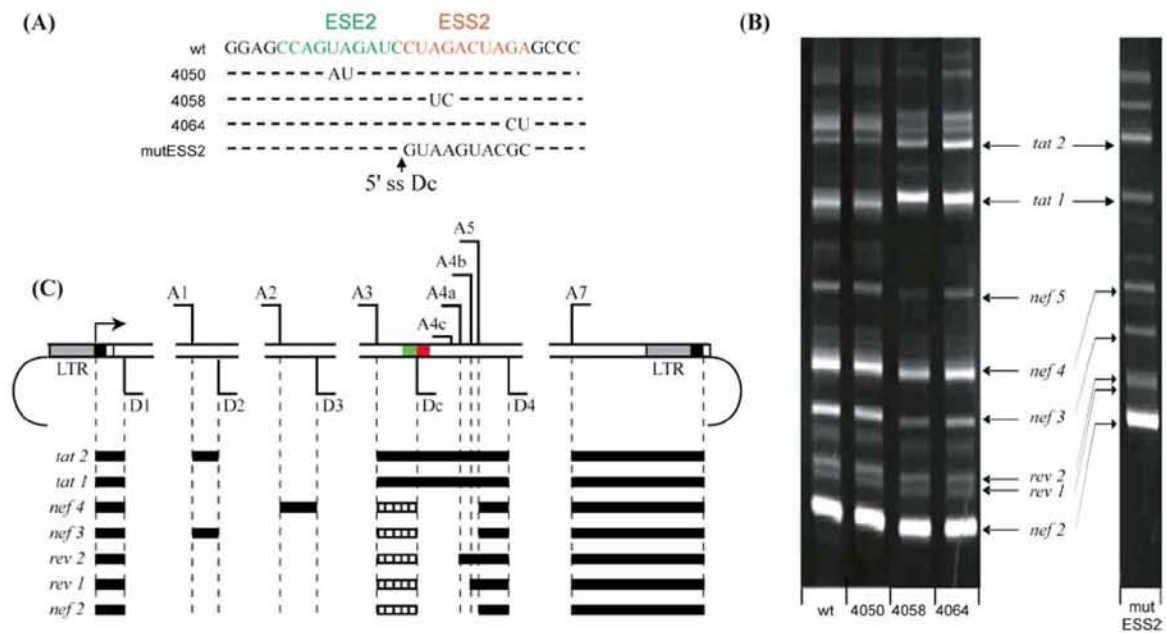 (A)
ESE2 ESS2
wt GGAGCCAGUAGAUCCUAGACUAGAGCCC
4050 AU
4058 UC
4064 CU
mutESS2 GUAAGUACGC
5' ss Dc
(B)
tat 2
tat 1
nef 5
nef 4
nef 3
rev 2
rev 1
nef 2
wt 4050 4058 4064
mut
ESS2
(C)
A1 A2 A3 A4c A4a A4b A5 A7
LTR LTR
D1 D2 D3 Dc D4
tat 2
tat 1
nef 4
nef 3
rev 2
rev 1
nef 2